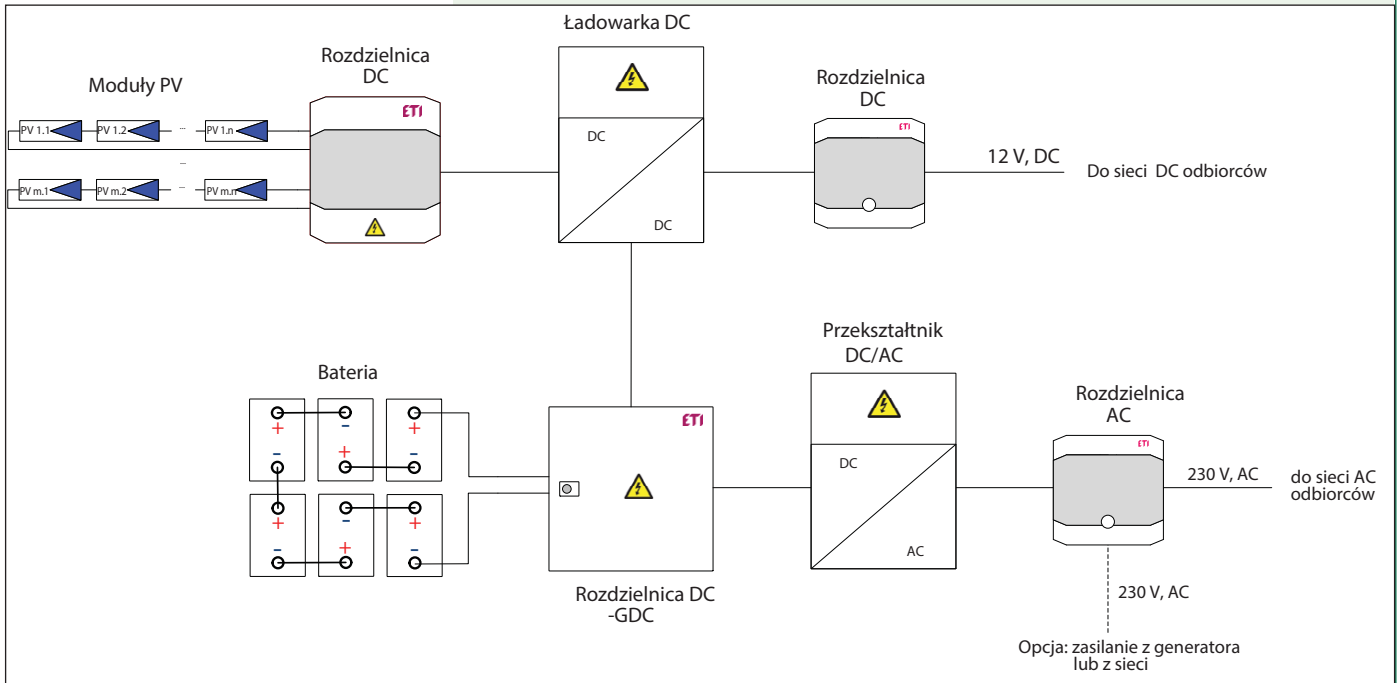 Ładowarka DC
Rozdzielnica
DC
Moduły PV
ETI
PV 1.1
PV 1.2
...
PV 1.n
...
PV m.1
PV m.2
...
PV m.n
DC
DC
Rozdzielnica
DC
ETI
12 V, DC
Do sieci DC odbiorców
Bateria
+
-
+
-
+
-
+
-
+
-
+
-
ETI
Rozdzielnica DC
-GDC
Przekształtnik
DC/AC
DC
AC
Rozdzielnica
AC
ETI
230 V, AC
do sieci AC
odbiorców
230 V, AC
Opcja: zasilanie z generatora
lub z sieci